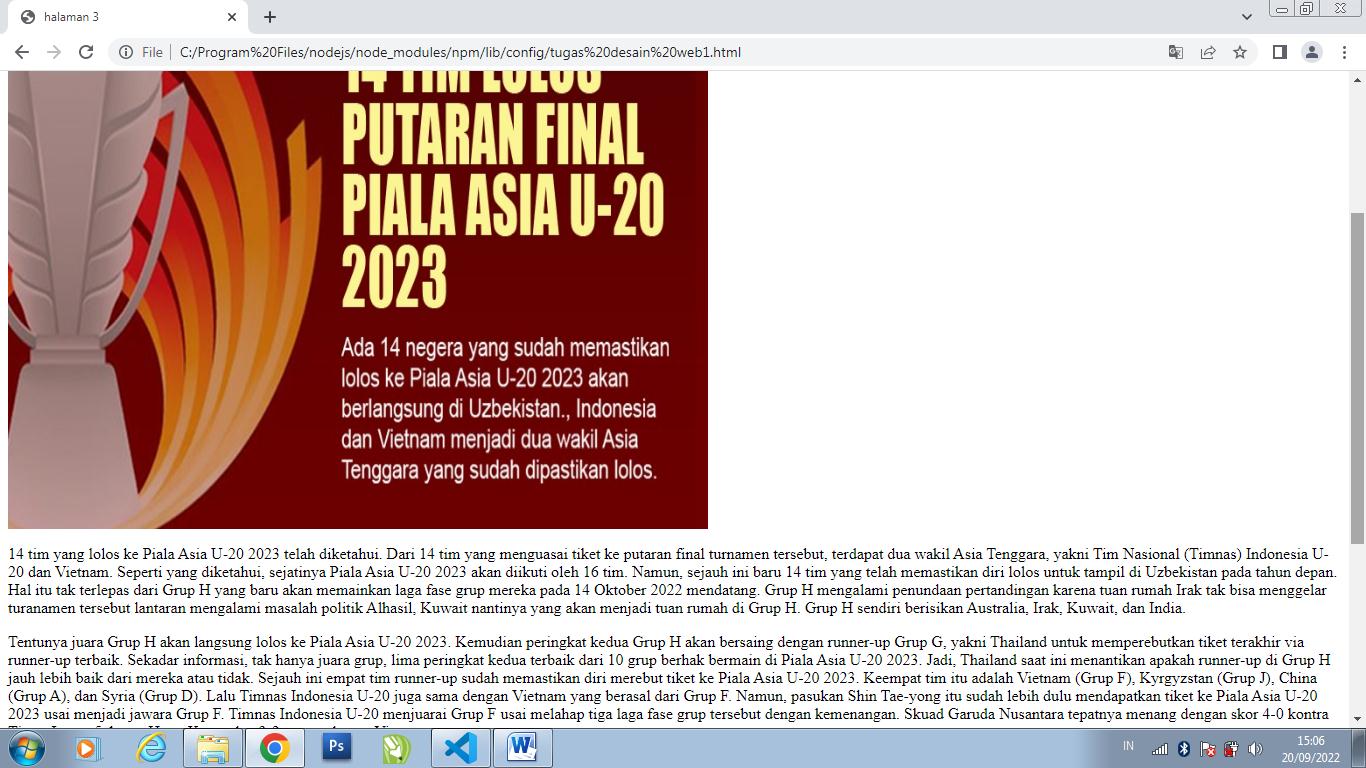 halaman 3
File
C:/Program%20Files/nodejs/node_modules/npm/lib/config/tugas%20desain%20web1.html
14 TIM LOLOS
PUTARAN FINAL
PIALA ASIA U-20
2023
Ada 14 negera yang sudah memastikan
lolos ke Piala Asia U-20 2023 akan
berlangsung di Uzbekistan., Indonesia
dan Vietnam menjadi dua wakil Asia
Tenggara yang sudah dipastikan lolos.
14 tim yang lolos ke Piala Asia U-20 2023 telah diketahui. Dari 14 tim yang menguasai tiket ke putaran final turnamen tersebut, terdapat dua wakil Asia Tenggara, yakni Tim Nasional (Timnas) Indonesia U-
20 dan Vietnam. Seperti yang diketahui, sejatinya Piala Asia U-20 2023 akan diikuti oleh 16 tim. Namun, sejauh ini baru 14 tim yang telah memastikan diri lolos untuk tampil di Uzbekistan pada tahun depan.
Hal itu tak terlepas dari Grup H yang baru akan memainkan laga fase grup mereka pada 14 Oktober 2022 mendatang. Grup H mengalami penundaan pertandingan karena tuan rumah Irak tak bisa menggelar
turanamen tersebut lantaran mengalami masalah politik Alhasil, Kuwait nantinya yang akan menjadi tuan rumah di Grup H. Grup H sendiri berisikan Australia, Irak, Kuwait, dan India.
Tentunya juara Grup H akan langsung lolos ke Piala Asia U-20 2023. Kemudian peringkat kedua Grup H akan bersaing dengan runner-up Grup G, yakni Thailand untuk memperebutkan tiket terakhir via
runner-up terbaik. Sekadar informasi, tak hanya juara grup, lima peringkat kedua terbaik dari 10 grup berhak bermain di Piala Asia U-20 2023. Jadi, Thailand saat ini menantikan apakah runner-up di Grup H
jauh lebih baik dari mereka atau tidak. Sejauh ini empat tim runner-up sudah memastikan diri merebut tiket ke Piala Asia U-20 2023. Keempat tim itu adalah Vietnam (Grup F), Kyrgyzstan (Grup J), China
(Grup A), dan Syria (Grup D). Lalu Timnas Indonesia U-20 juga sama dengan Vietnam yang berasal dari Grup F. Namun, pasukan Shin Tae-yong itu sudah lebih dulu mendapatkan tiket ke Piala Asia U-20
2023 usai menjadi jawara Grup F. Timnas Indonesia U-20 menjuarai Grup F usai melahap tiga laga fase grup tersebut dengan kemenangan. Skuad Garuda Nusantara tepatnya menang dengan skor 4-0 kontra
Ps
IN
15:06
20/09/2022